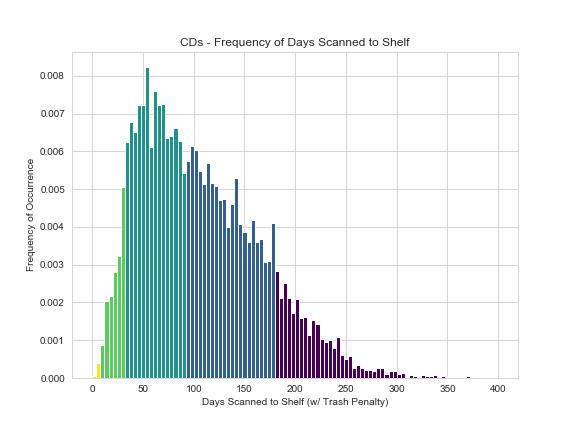 CDs - Frequency of Days Scanned to Shelf
Frequency of Occurrence
0.008
0.007
0.006
0.005
0.004
0.003
0.002
0.001
0.000
0 50 100 150 200 250 300 350 400
Days Scanned to Shelf (w/ Trash Penalty)